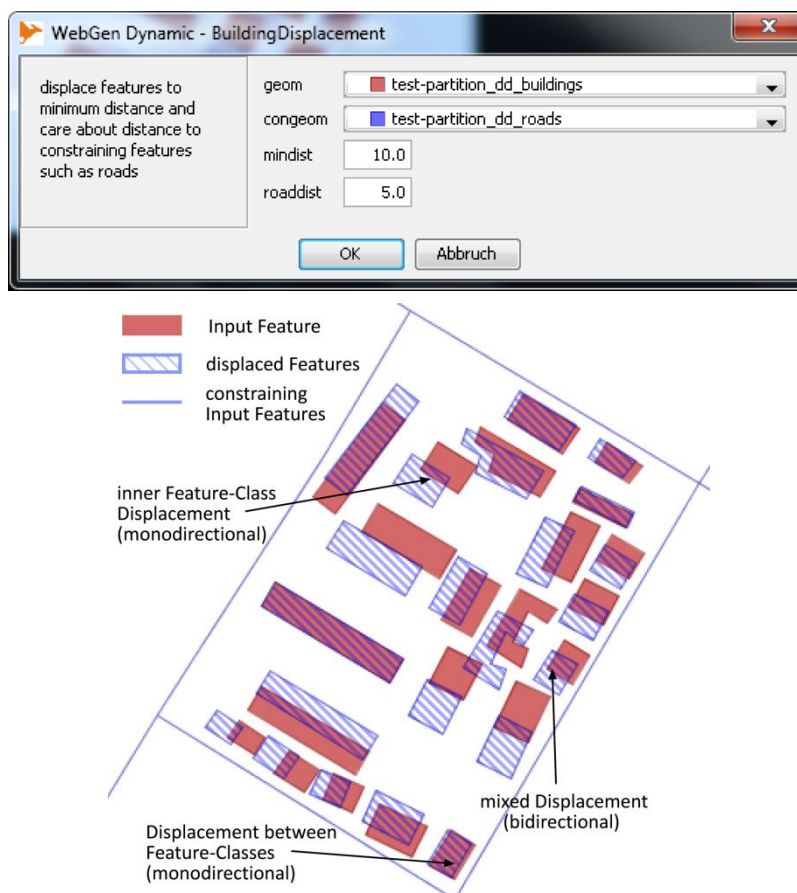 WebGen Dynamic - BuildingDisplacement
displace features to
minimum distance and
care about distance to
constraining features
such as roads
geom
test-partition_dd_buildings
congeom
test-partition_dd_roads
mindist
10.0
roaddist
5.0
OK
Abbruch
Input Feature
displaced Features
constraining
Input Features
inner Feature-Class
Displacement
(monodirectional)
mixed Displacement
(bidirectional)
Displacement between
Feature-Classes
(monodirectional)